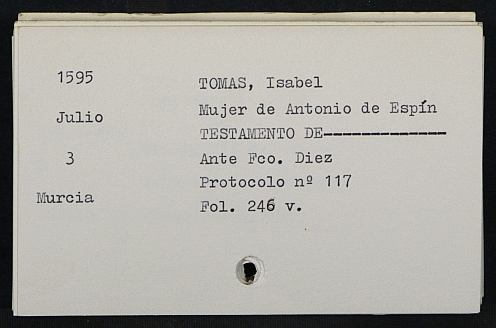 1595
Julio
3
Murcia
TOMAS, Isabel
Mujer de Antonio de Espín
TESTAMENTO DE-------------
Ante Fco. Diez
Protocolo nº 117
Fol. 246 v.